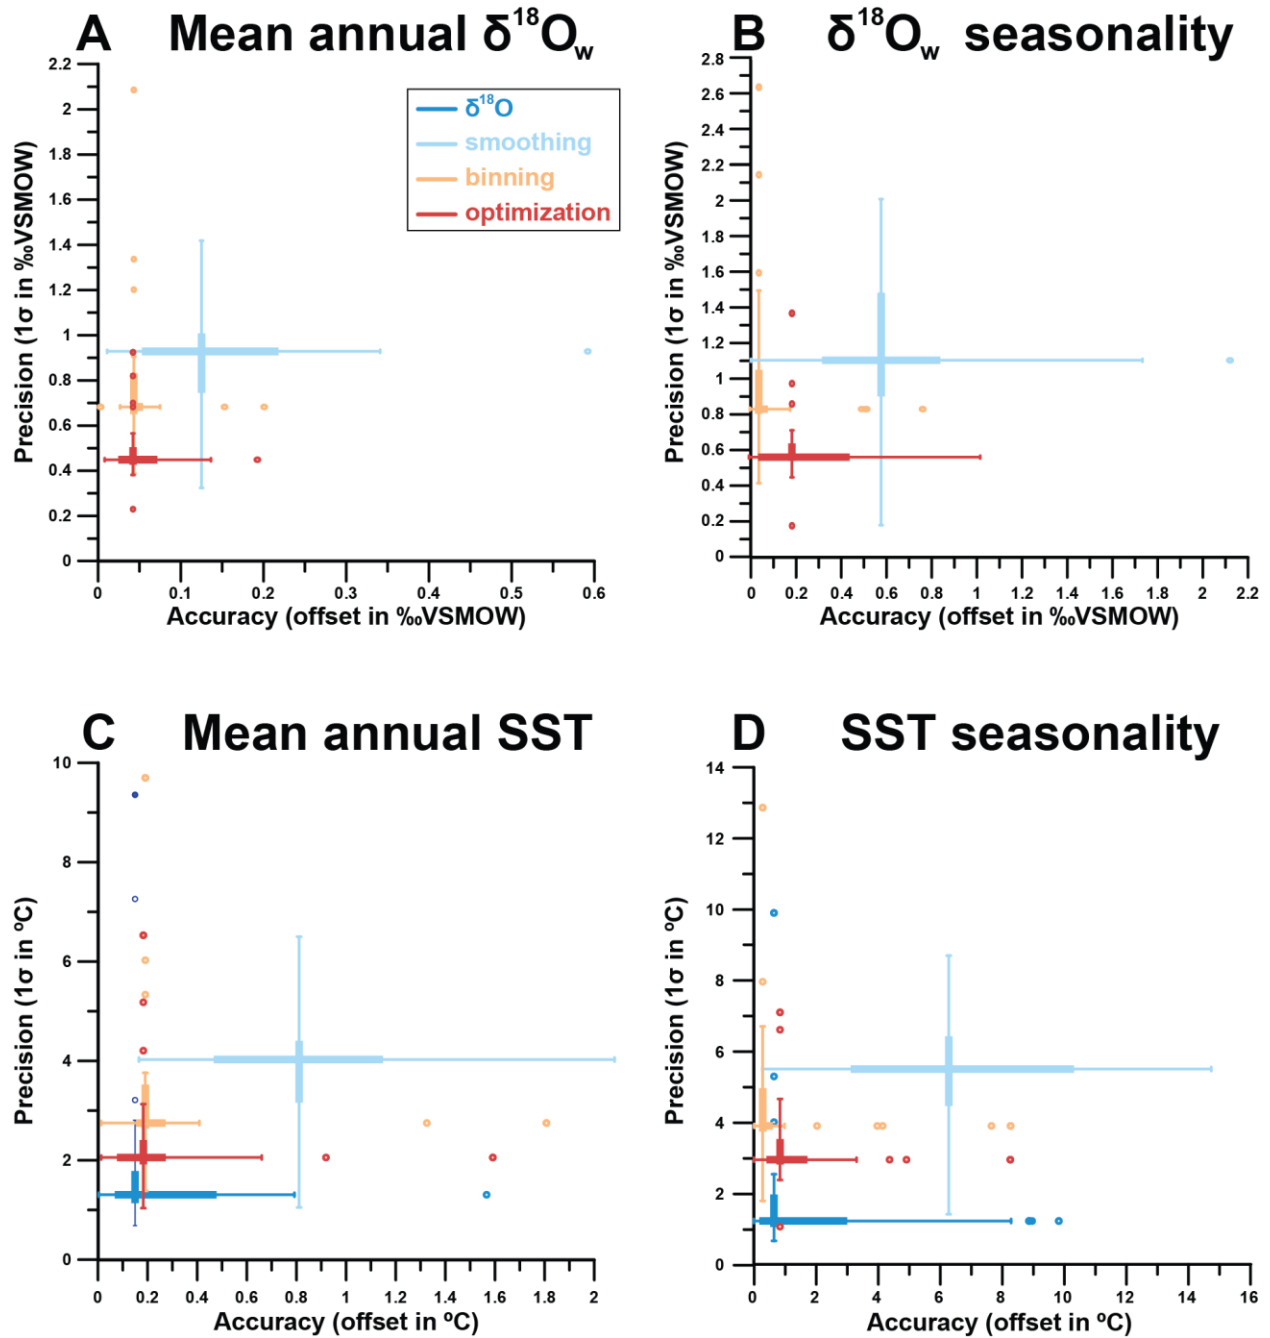 A Mean annual δ¹⁸O_w
2.2
2
1.8
1.6
1.4
1.2
1
0.8
0.6
0.4
0.2
0
Precision (1σ in ‰VSMOW)
δ¹⁸O
smoothing
binning
optimization
0 0.1 0.2 0.3 0.4 0.5 0.6
Accuracy (offset in ‰VSMOW)
B δ¹⁸O_w seasonality
2.8
2.6
2.4
2.2
2
1.8
1.6
1.4
1.2
1
0.8
0.6
0.4
0.2
0
Precision (1σ in ‰VSMOW)
0 0.2 0.4 0.6 0.8 1 1.2 1.4 1.6 1.8 2 2.2
Accuracy (offset in ‰VSMOW)
C Mean annual SST
10
8
6
4
2
0
Precision (1σ in ºC)
0 0.2 0.4 0.6 0.8 1 1.2 1.4 1.6 1.8 2
Accuracy (offset in ºC)
D SST seasonality
14
12
10
8
6
4
2
0
Precision (1σ in ºC)
0 2 4 6 8 10 12 14 16
Accuracy (offset in ºC)